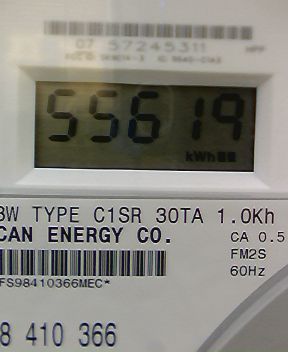 07 57245311
55619
kWh
3W TYPE C1SR 30TA 1.0Kh
CAN ENERGY CO.
CA 0.5
FM2S
60Hz
FS98410366MEC*
8 410 366